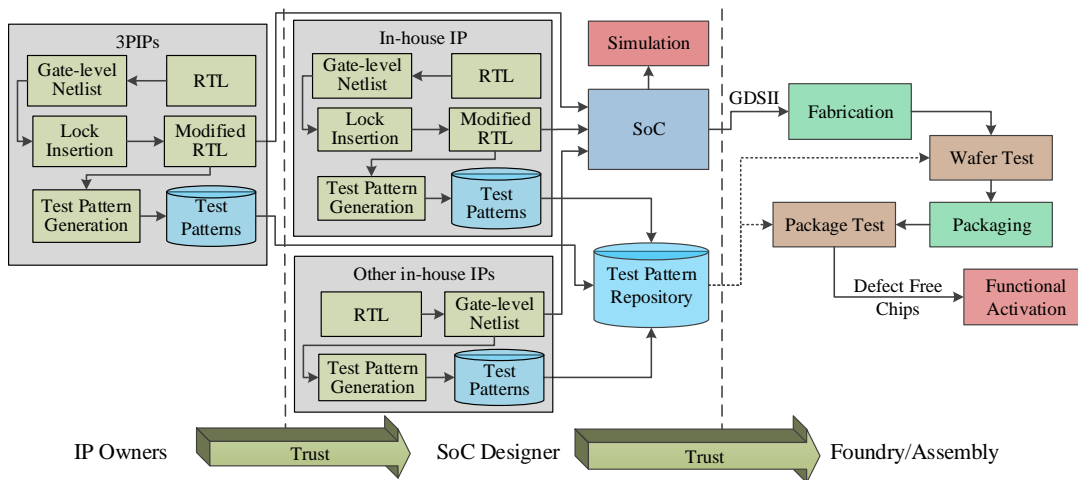 3PIPs
Gate-level
Netlist
RTL
Lock
Insertion
Modified
RTL
Test Pattern
Generation
Test
Patterns
In-house IP
Gate-level
Netlist
RTL
Lock
Insertion
Modified
RTL
Test Pattern
Generation
Test
Patterns
Other in-house IPs
RTL
Gate-level
Netlist
Test Pattern
Generation
Test
Patterns
Simulation
SoC
Test Pattern
Repository
GDSII
Fabrication
Wafer Test
Package Test
Packaging
Defect Free
Chips
Functional
Activation
IP Owners
Trust
SoC Designer
Trust
Foundry/Assembly